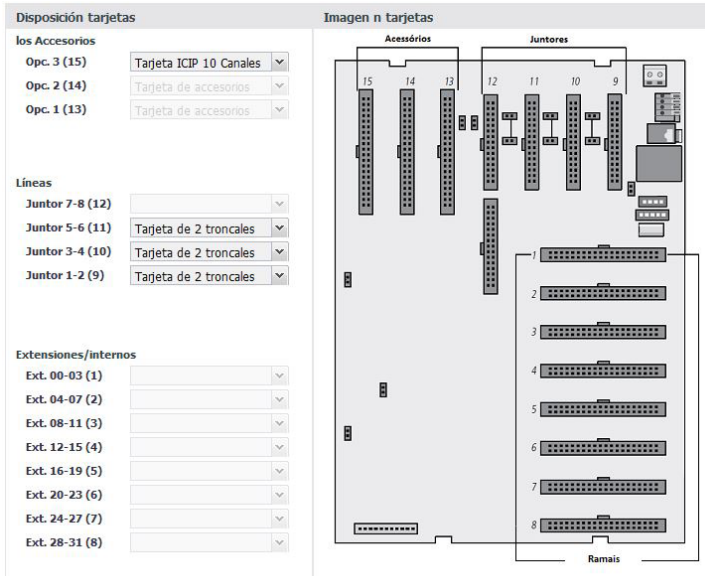 Disposición tarjetas
Imagen n tarjetas
los Accesorios
Opc. 3 (15) Tarjeta ICIP 10 Canales
Opc. 2 (14) Tarjeta de accesorios
Opc. 1 (13) Tarjeta de accesorios
Líneas
Juntor 7-8 (12)
Juntor 5-6 (11) Tarjeta de 2 troncales
Juntor 3-4 (10) Tarjeta de 2 troncales
Juntor 1-2 (9) Tarjeta de 2 troncales
Extensiones/internos
Ext. 00-03 (1)
Ext. 04-07 (2)
Ext. 08-11 (3)
Ext. 12-15 (4)
Ext. 16-19 (5)
Ext. 20-23 (6)
Ext. 24-27 (7)
Ext. 28-31 (8)
Acessórios Juntores
15 14 13 12 11 10 9
1
2
3
4
5
6
7
8
Ramais